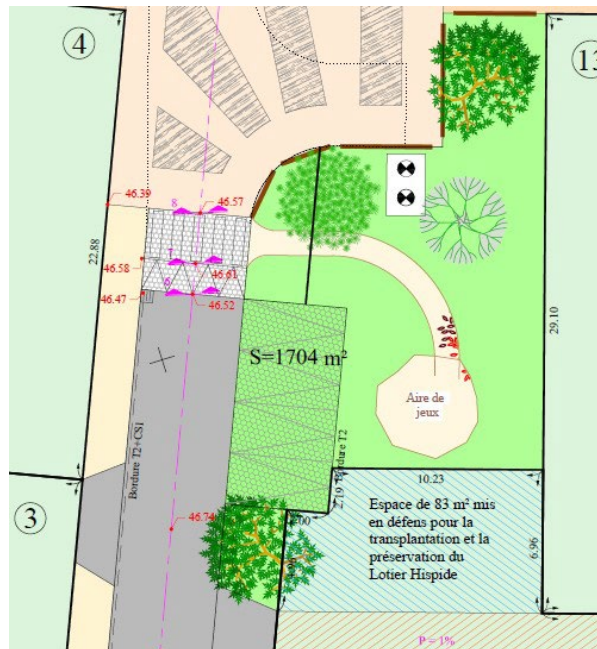 4
13
46.39
8
46.57
22.88
46.58
7
46.61
6
46.47
46.52
29.10
S=1704 m²
Aire de
jeux
Bordure T2+CS1
Bordure T2
10.23
2.19
3
Espace de 83 m² mis
en défens pour la
transplantation et la
préservation du
Lotier Hispide
6.96
46.74
P = 1%